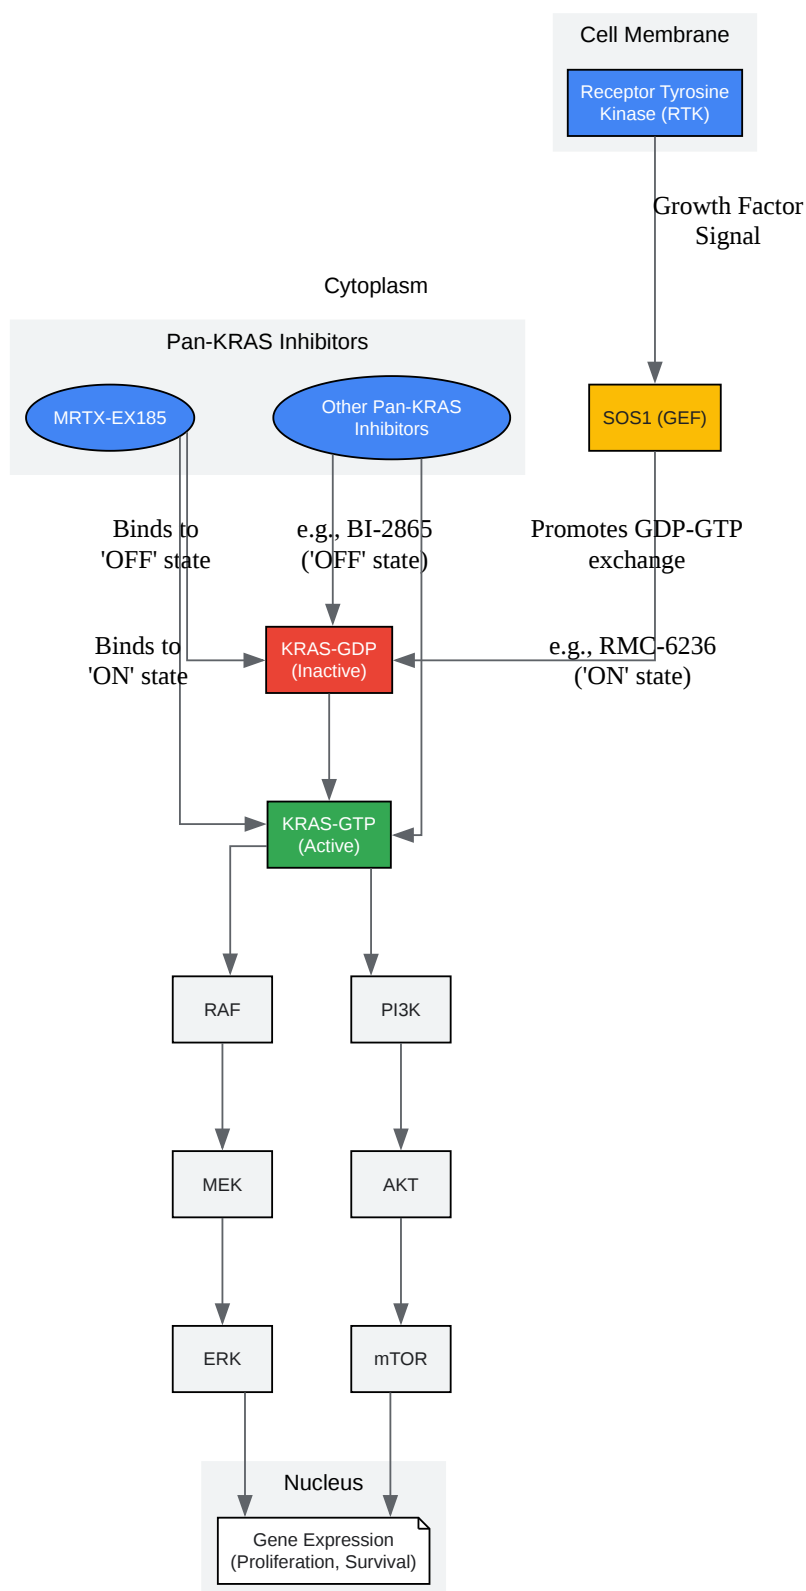 Cell Membrane
Receptor Tyrosine
Kinase (RTK)
Growth Factor
Signal
Cytoplasm
Pan-KRAS Inhibitors
MRTX-EX185
Other Pan-KRAS
Inhibitors
SOS1 (GEF)
Binds to
'OFF' state
e.g., BI-2865
('OFF' state)
Promotes GDP-GTP
exchange
Binds to
'ON' state
KRAS-GDP
(Inactive)
e.g., RMC-6236
('ON' state)
KRAS-GTP
(Active)
RAF
PI3K
MEK
AKT
ERK
mTOR
Nucleus
Gene Expression
(Proliferation, Survival)